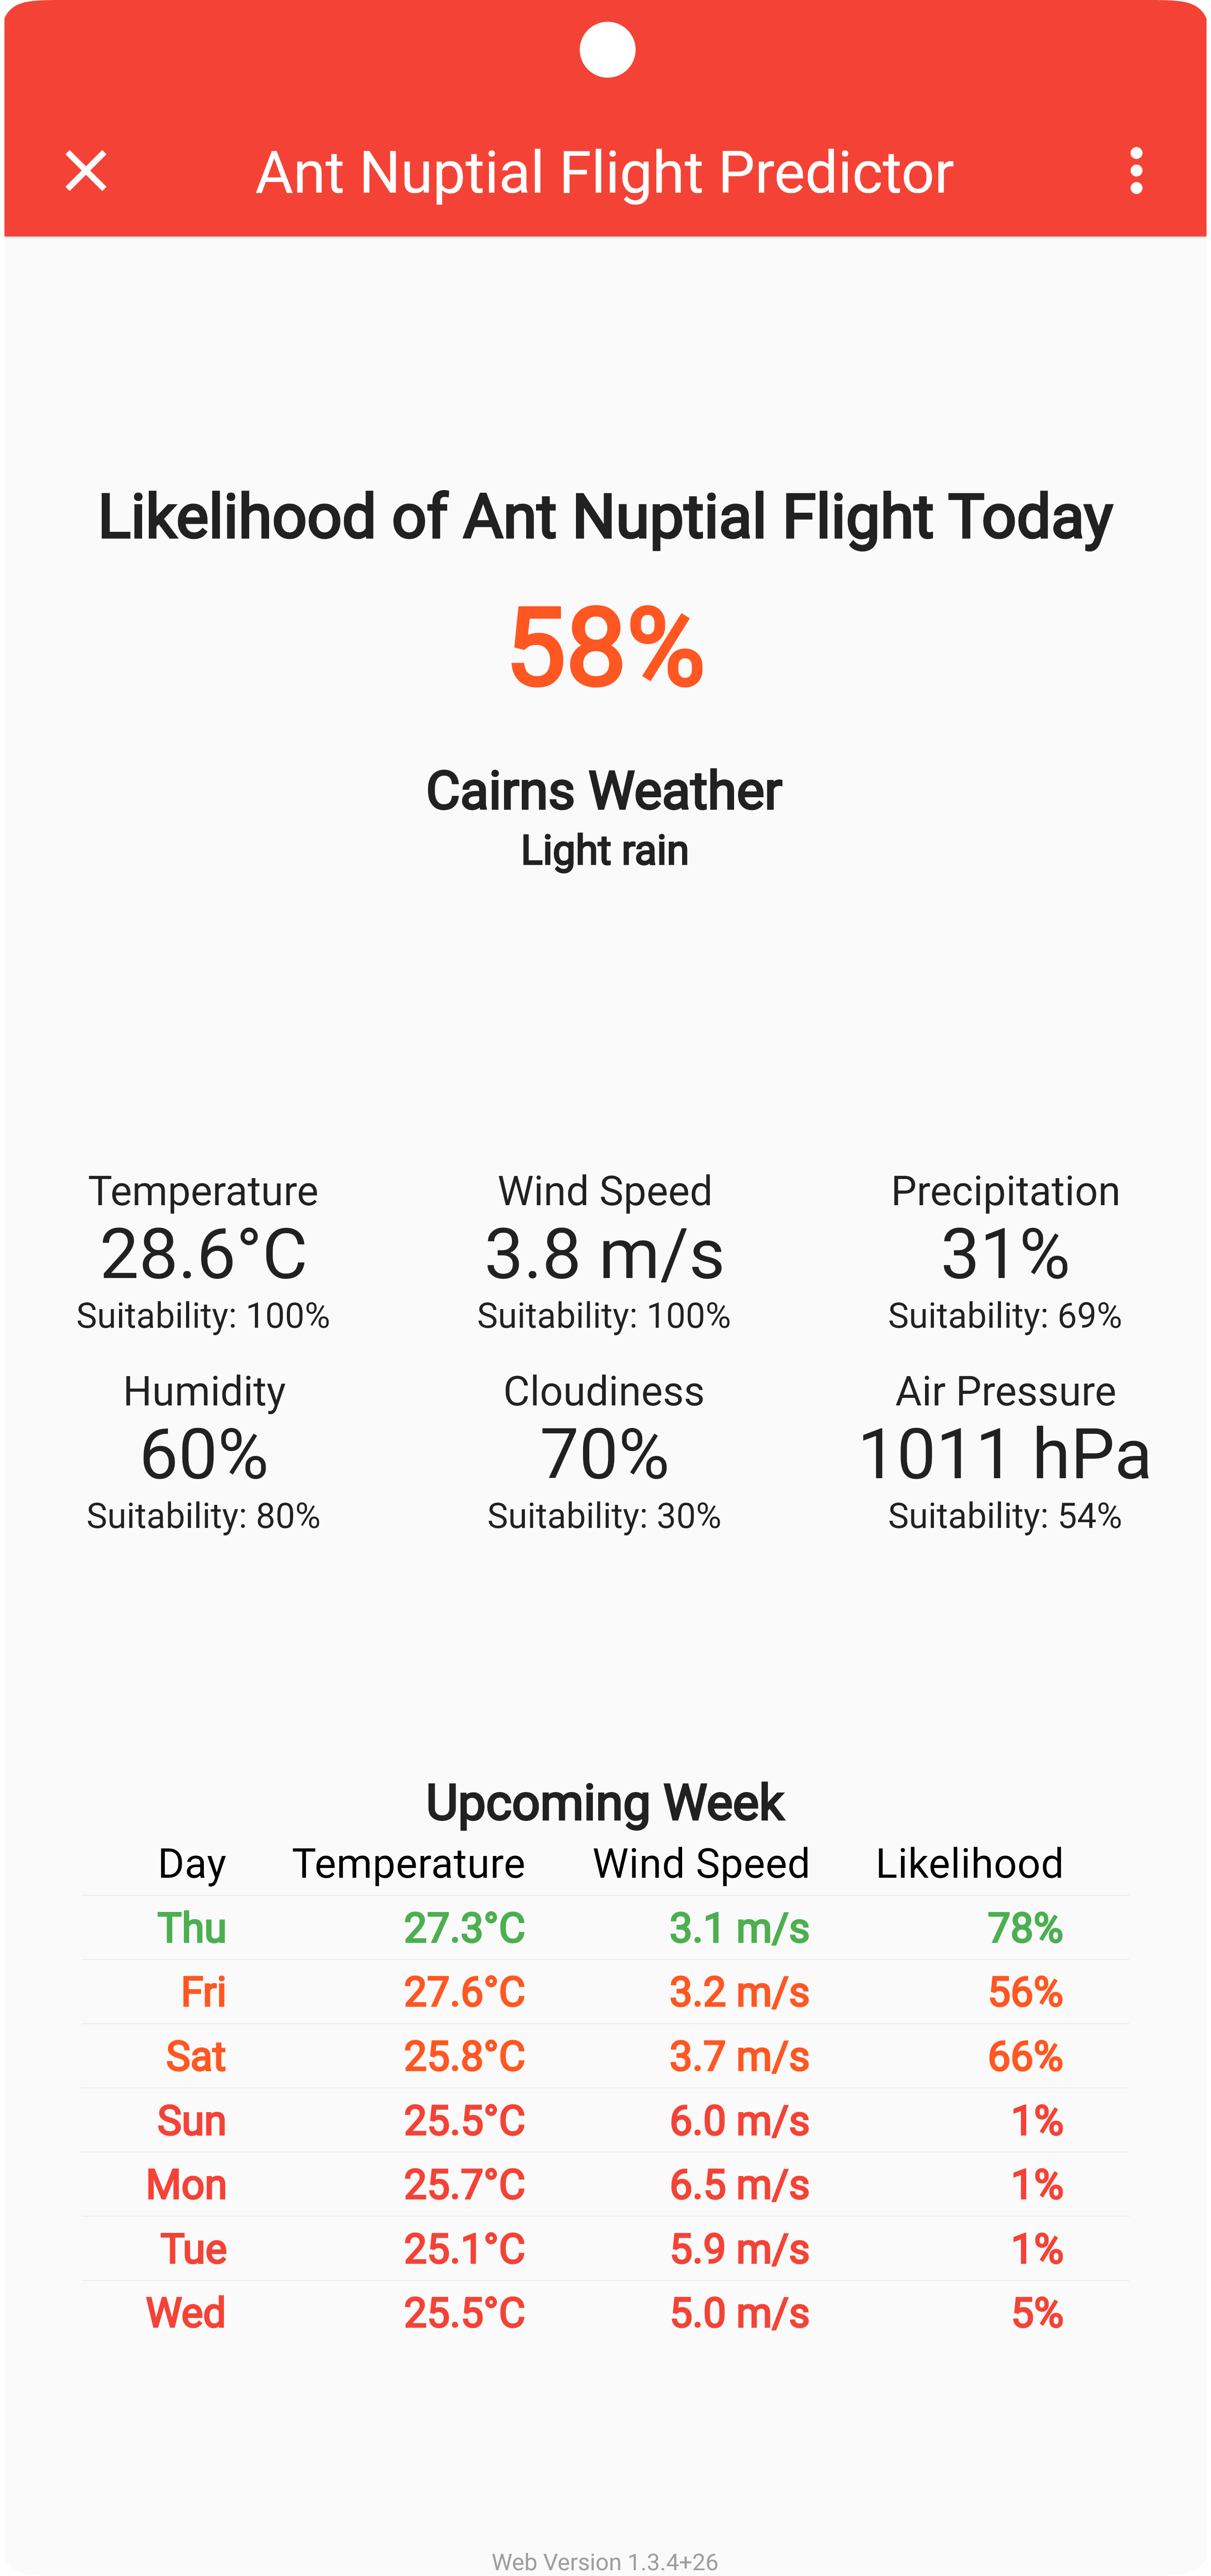 Ant Nuptial Flight Predictor
Likelihood of Ant Nuptial Flight Today
58%
Cairns Weather
Light rain
Temperature Wind Speed Precipitation
28.6°C 3.8 m/s 31%
Suitability: 100% Suitability: 100% Suitability: 69%
Humidity Cloudiness Air Pressure
60% 70% 1011 hPa
Suitability: 80% Suitability: 30% Suitability: 54%
Upcoming Week
Day Temperature Wind Speed Likelihood
Thu 27.3°C 3.1 m/s 78%
Fri 27.6°C 3.2 m/s 56%
Sat 25.8°C 3.7 m/s 66%
Sun 25.5°C 6.0 m/s 1%
Mon 25.7°C 6.5 m/s 1%
Tue 25.1°C 5.9 m/s 1%
Wed 25.5°C 5.0 m/s 5%
Web Version 1.3.4+26